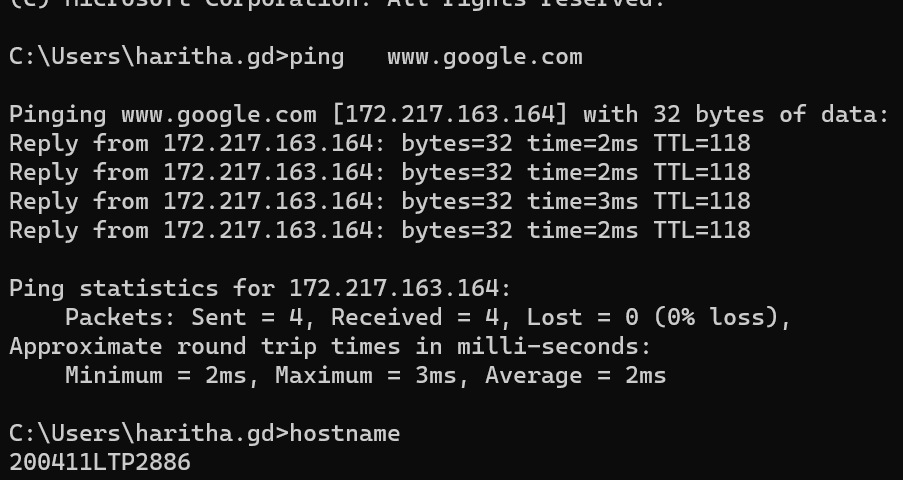 (c) Microsoft Corporation. All rights reserved.
C:\Users\haritha.gd>ping   www.google.com
Pinging www.google.com [172.217.163.164] with 32 bytes of data:
Reply from 172.217.163.164: bytes=32 time=2ms TTL=118
Reply from 172.217.163.164: bytes=32 time=2ms TTL=118
Reply from 172.217.163.164: bytes=32 time=3ms TTL=118
Reply from 172.217.163.164: bytes=32 time=2ms TTL=118
Ping statistics for 172.217.163.164:
    Packets: Sent = 4, Received = 4, Lost = 0 (0% loss),
Approximate round trip times in milli-seconds:
    Minimum = 2ms, Maximum = 3ms, Average = 2ms
C:\Users\haritha.gd>hostname
200411LTP2886